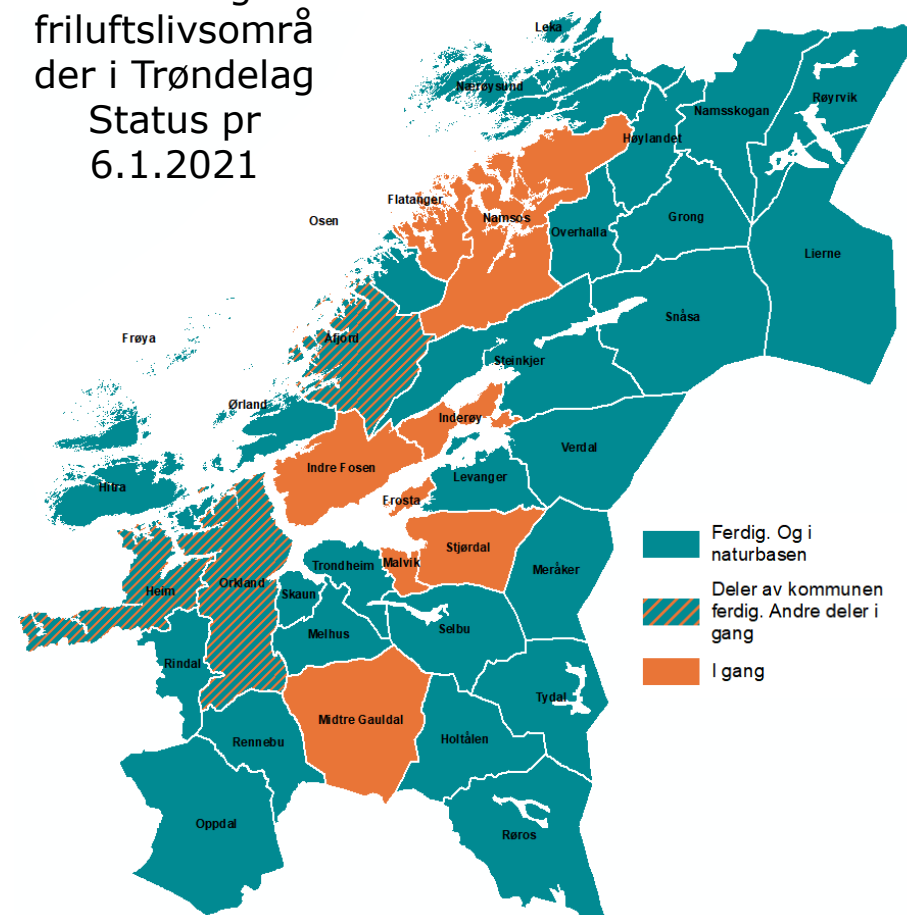 friluftslivsområ
der i Trøndelag
Status pr
6.1.2021
Leka
Nærøysund
Røyrvik
Namsskogan
Høylandet
Flatanger
Namsos
Grong
Osen
Overhalla
Lierne
Snåsa
Frøya
Åfjord
Steinkjer
Ørland
Inderøy
Verdal
Indre Fosen
Levanger
Hitra
Frosta
Stjørdal
Malvik
Trondheim
Meråker
Orkland
Heim
Skaun
Melhus
Selbu
Rindal
Tydal
Midtre Gauldal
Holtålen
Rennebu
Oppdal
Røros
Ferdig. Og i
naturbasen
Deler av kommunen
ferdig. Andre deler i
gang
I gang